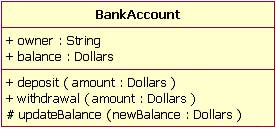 BankAccount
+ owner : String
+ balance : Dollars
+ deposit ( amount : Dollars )
+ withdrawal ( amount : Dollars )
# updateBalance (newBalance : Dollars )